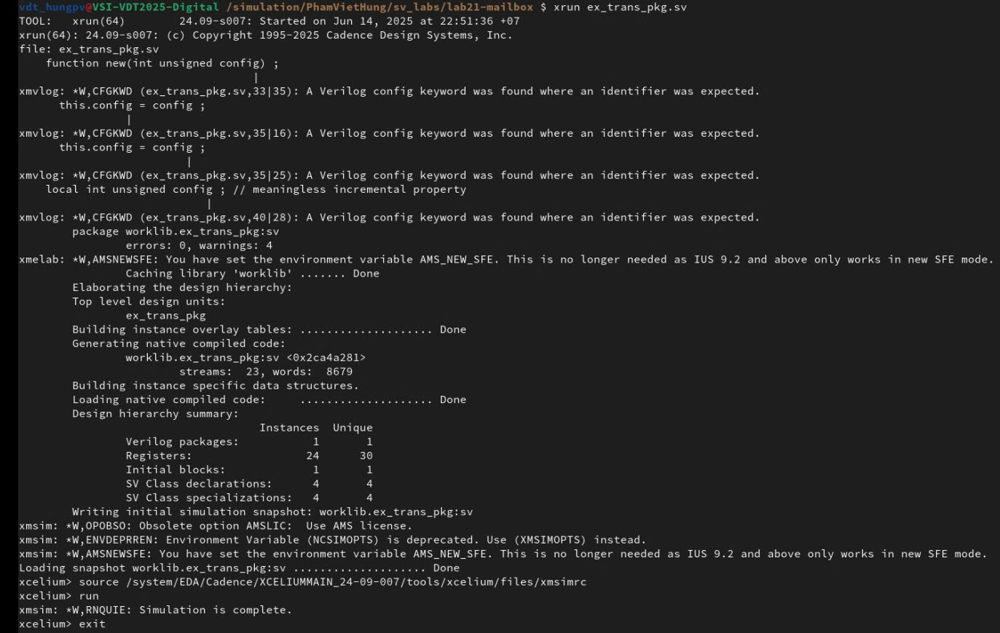 vdt_hungpv@VSI-VDT2025-Digital /simulation/PhamVietHung/sv_labs/lab21-mailbox $ xrun ex_trans_pkg.sv
TOOL:	xrun(64)	24.09-s007: Started on Jun 14, 2025 at 22:51:36 +07
xrun(64): 24.09-s007: (c) Copyright 1995-2025 Cadence Design Systems, Inc.
file: ex_trans_pkg.sv
    function new(int unsigned config) ;
                                    |
xmvlog: *W,CFGKWD (ex_trans_pkg.sv,33|35): A Verilog config keyword was found where an identifier was expected.
      this.config = config ;
                |
xmvlog: *W,CFGKWD (ex_trans_pkg.sv,35|16): A Verilog config keyword was found where an identifier was expected.
      this.config = config ;
                         |
xmvlog: *W,CFGKWD (ex_trans_pkg.sv,35|25): A Verilog config keyword was found where an identifier was expected.
    local int unsigned config ; // meaningless incremental property
                            |
xmvlog: *W,CFGKWD (ex_trans_pkg.sv,40|28): A Verilog config keyword was found where an identifier was expected.
        package worklib.ex_trans_pkg:sv
                errors: 0, warnings: 4
xmelab: *W,AMSNEWSFE: You have set the environment variable AMS_NEW_SFE. This is no longer needed as IUS 9.2 and above only works in new SFE mode.
                Caching library 'worklib' ....... Done
        Elaborating the design hierarchy:
        Top level design units:
                ex_trans_pkg
        Building instance overlay tables: .................... Done
        Generating native compiled code:
                worklib.ex_trans_pkg:sv <0x2ca4a281>
                        streams:  23, words:  8679
        Building instance specific data structures.
        Loading native compiled code:     .................... Done
        Design hierarchy summary:
                                    Instances  Unique
                Verilog packages:           1       1
                Registers:                 24      30
                Initial blocks:             1       1
                SV Class declarations:      4       4
                SV Class specializations:   4       4
        Writing initial simulation snapshot: worklib.ex_trans_pkg:sv
xmsim: *W,OPOBSO: Obsolete option AMSLIC:  Use AMS license.
xmsim: *W,ENVDEPRREN: Environment Variable (NCSIMOPTS) is deprecated. Use (XMSIMOPTS) instead.
xmsim: *W,AMSNEWSFE: You have set the environment variable AMS_NEW_SFE. This is no longer needed as IUS 9.2 and above only works in new SFE mode.
Loading snapshot worklib.ex_trans_pkg:sv .................... Done
xcelium> source /system/EDA/Cadence/XCELIUMMAIN_24-09-007/tools/xcelium/files/xmsimrc
xcelium> run
xmsim: *W,RNQUIE: Simulation is complete.
xcelium> exit